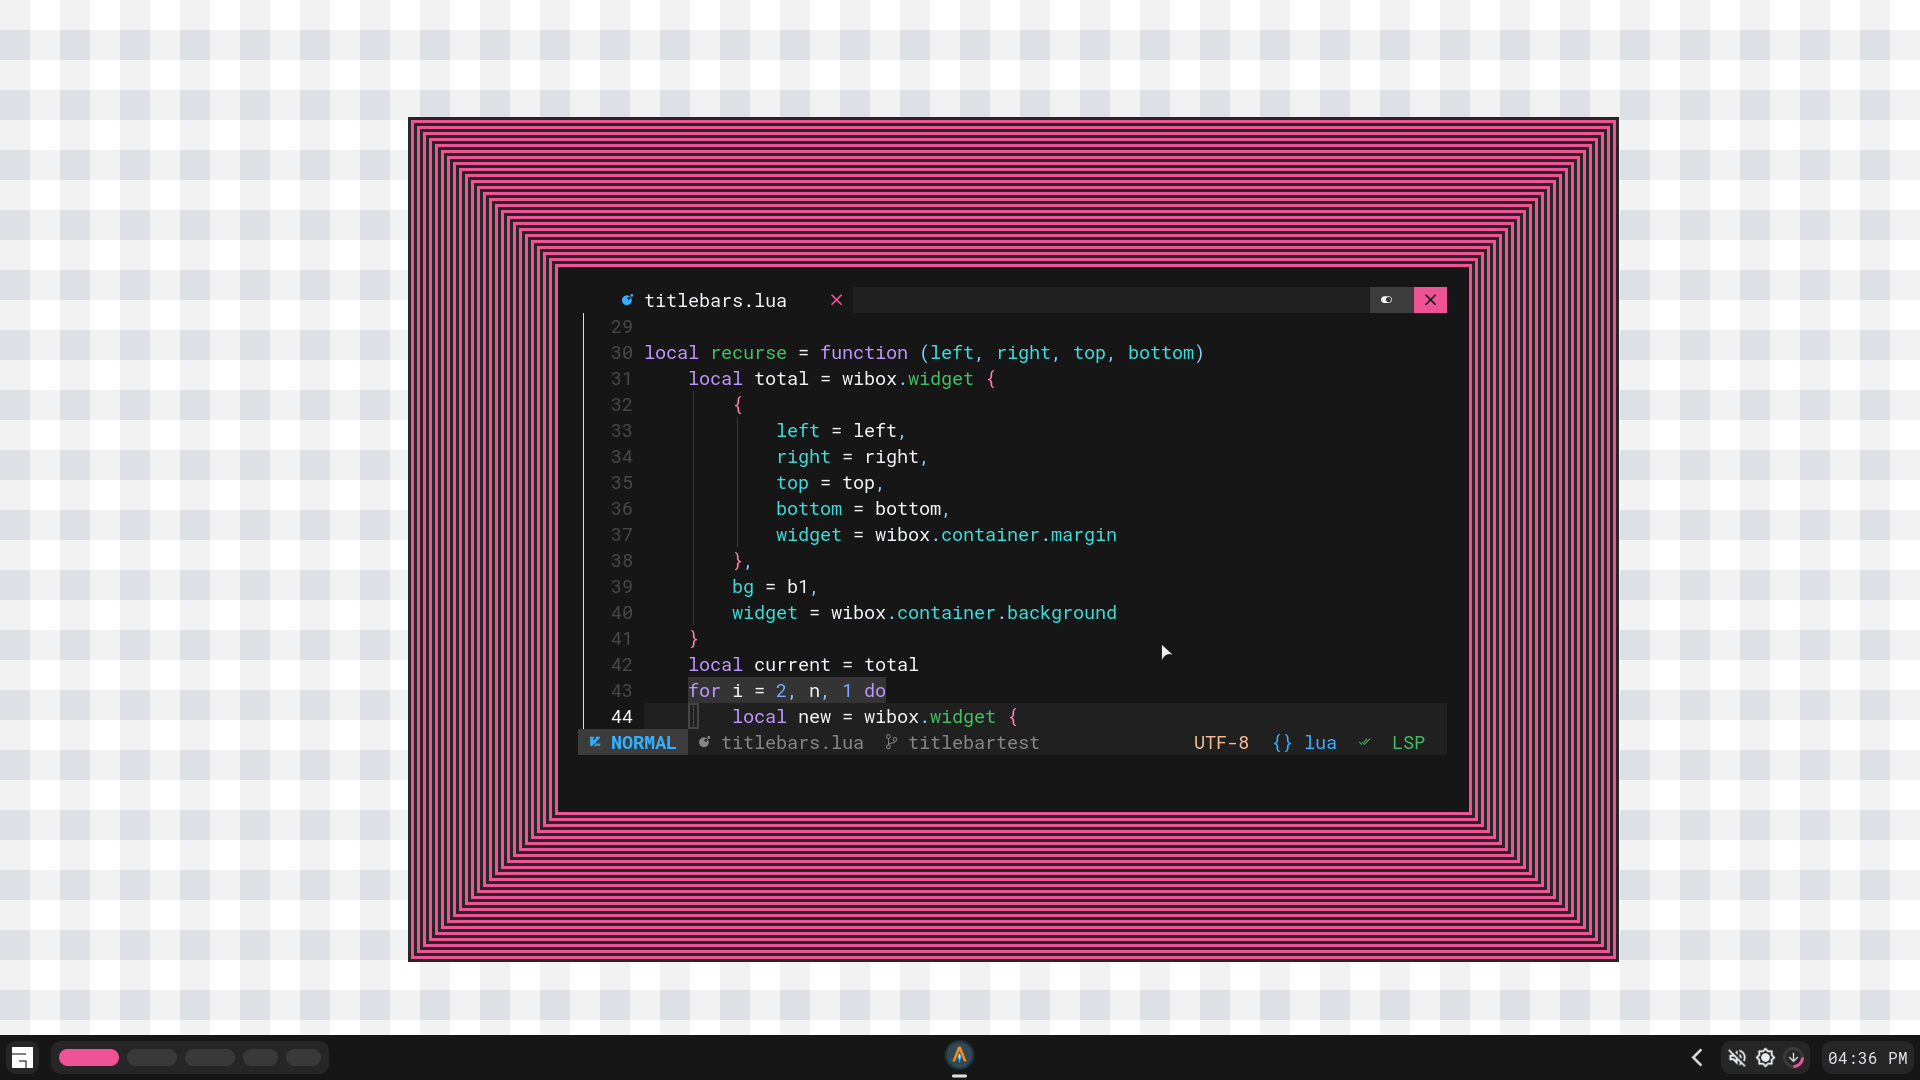 titlebars.lua
29
30 local recurse = function (left, right, top, bottom)
31     local total = wibox.widget {
32         {
33             left = left,
34             right = right,
35             top = top,
36             bottom = bottom,
37             widget = wibox.container.margin
38         },
39         bg = b1,
40         widget = wibox.container.background
41     }
42     local current = total
43     for i = 2, n, 1 do
44         local new = wibox.widget {
NORMAL titlebars.lua titlebartest UTF-8 {} lua LSP
04:36 PM